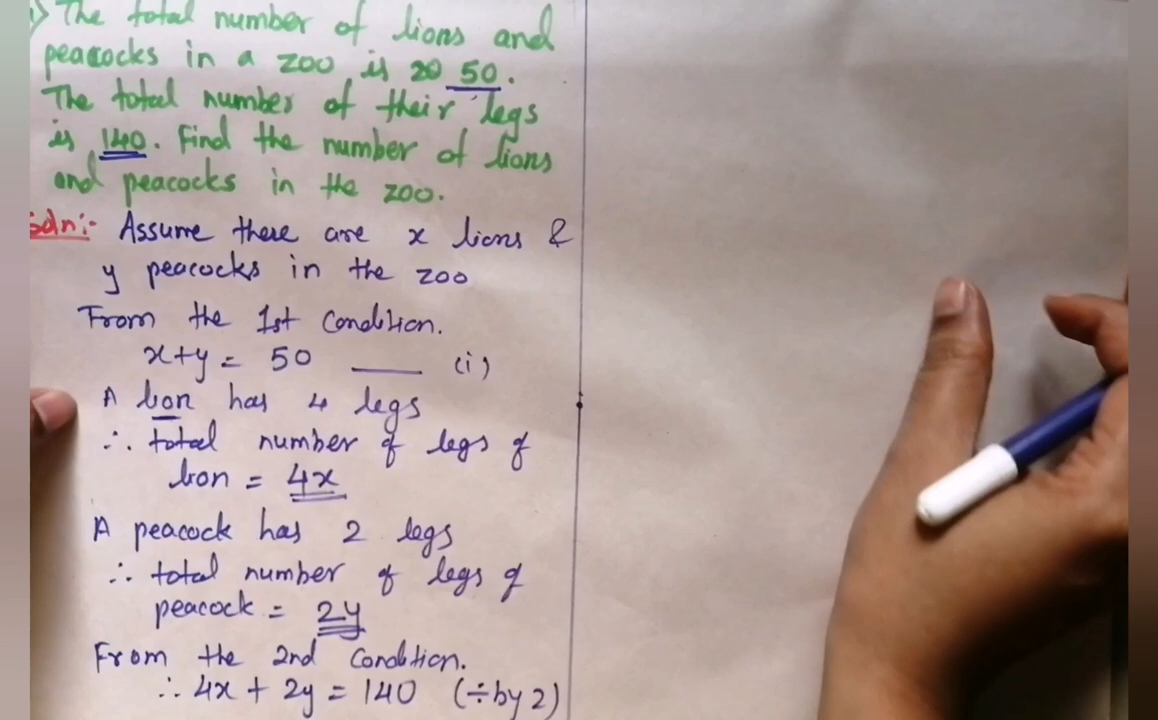 1) The total number of lions and
peacocks in a zoo is 20 50.
The total number of their legs
is 140. Find the number of lions
and peacocks in the zoo.
Soln:- Assume there are x lions &
y peacocks in the zoo
From the 1st Condition.
x+y = 50 ____ (i)
A lion has 4 legs
∴ total number of legs of
lion = 4x
A peacock has 2 legs
∴ total number of legs of
peacock = 2y
From the 2nd Condition.
∴ 4x + 2y = 140 (÷by 2)